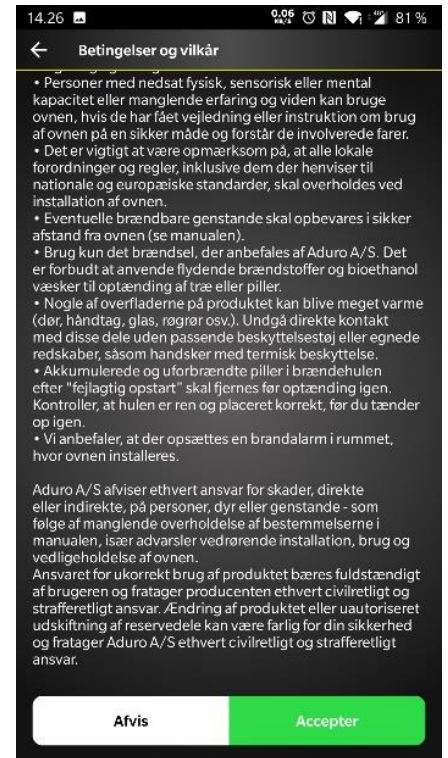 14.26
0.06
KB/s
4G
81 %
Betingelser og vilkår
• Personer med nedsat fysisk, sensorisk eller mental
kapacitet eller manglende erfaring og viden kan bruge
ovnen, hvis de har fået vejledning eller instruktion om brug
af ovnen på en sikker måde og forstår de involverede farer.
• Det er vigtigt at være opmærksom på, at alle lokale
forordninger og regler, inklusive dem der henviser til
nationale og europæiske standarder, skal overholdes ved
installation af ovnen.
• Eventuelle brændbare genstande skal opbevares i sikker
afstand fra ovnen (se manualen).
• Brug kun det brændsel, der anbefales af Aduro A/S. Det
er forbudt at anvende flydende brændstoffer og bioethanol
væsker til optænding af træ eller piller.
• Nogle af overfladerne på produktet kan blive meget varme
(dør, håndtag, glas, røgrør osv.). Undgå direkte kontakt
med disse dele uden passende beskyttelsestøj eller egnede
redskaber, såsom handsker med termisk beskyttelse.
• Akkumulerede og uforbrændte piller i brændehulen
efter "fejlagtig opstart" skal fjernes før optænding igen.
Kontroller, at hulen er ren og placeret korrekt, før du tænder
op igen.
• Vi anbefaler, at der opsættes en brandalarm i rummet,
hvor ovnen installeres.
Aduro A/S afviser ethvert ansvar for skader, direkte
eller indirekte, på personer, dyr eller genstande - som
følge af manglende overholdelse af bestemmelserne i
manualen, især advarsler vedrørende installation, brug og
vedligeholdelse af ovnen.
Ansvaret for ukorrekt brug af produktet bæres fuldstændigt
af brugeren og fratager producenten ethvert civilretligt og
strafferetligt ansvar. Ændring af produktet eller uautoriseret
udskiftning af reservedele kan være farlig for din sikkerhed
og fratager Aduro A/S ethvert civilretligt og strafferetligt
ansvar.
Afvis
Accepter